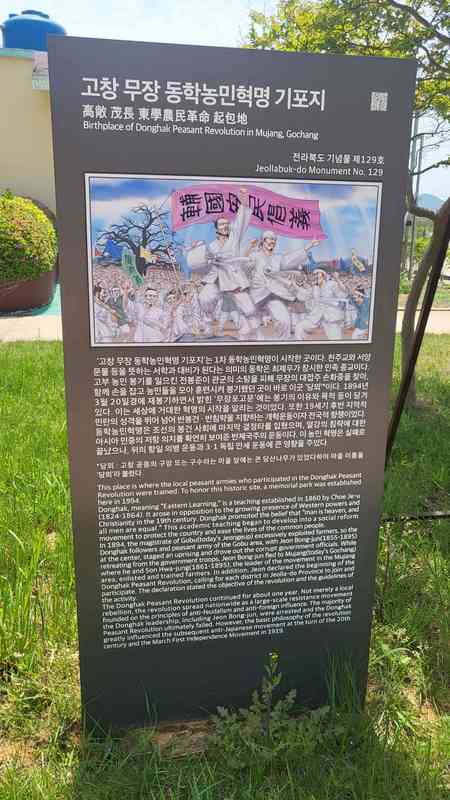 고창 무장 동학농민혁명 기포지
高敞 茂長 東學農民革命 起包地
Birthplace of Donghak Peasant Revolution in Mujang, Gochang
전라북도 기념물 제129호
Jeollabuk-do Monument No. 129
輔國安民倡義
'고창 무장 동학농민혁명 기포지'는 1차 동학농민혁명이 시작한 곳이다. 천주교와 서양
문물 등을 뜻하는 서학과 대비가 된다는 의미의 동학은 최제우가 창시한 민족 종교이다.
고부 농민 봉기를 일으킨 전봉준이 관군의 소탕을 피해 무장의 대접주 손화중을 찾아,
함께 손을 잡고 농민들을 모아 훈련시켜 봉기했던 곳이 바로 이곳 '당뫼'*이다. 1894년
3월 20일경에 재봉기하면서 밝힌 '무장포고문'에는 봉기의 이유와 목적 등이 담겨
있다. 이는 세상에 거대한 혁명의 시작을 알리는 것이었다. 또한 19세기 후반 지역적
민란의 성격을 뛰어 넘어 반봉건·반침략을 지향하는 개혁운동이자 전국적 항쟁이었다.
동학농민혁명은 조선의 봉건 사회에 마지막 결정타를 입혔으며, 열강의 침략에 대한
아시아 민중의 저항 의지를 확연히 보여준 반제국주의 운동이다. 이 농민 혁명은 실패로
끝났으나, 뒤의 항일 의병 운동과 3·1 독립 만세 운동에 큰 영향을 주었다.
*당뫼 : 고창 공음의 구암 또는 구수라는 마을 앞에는 큰 당산나무가 있었다하여 마을 이름을
'당뫼'라 불렀다.
This place is where the local peasant armies who participated in the Donghak Peasant
Revolution were trained. To honor this historic site, a memorial park was established
here in 1994.
Donghak, meaning "Eastern Learning," is a teaching established in 1860 by Choe Je-u
(1824-1864). It arose in opposition to the growing presence of Western powers and
Christianity in the 19th century. Donghak promoted the belief that "man is heaven, and
all men are equal." This academic teaching began to develop into a social reform
movement to protect the country and ease the lives of the common people.
In 1894, the magistrate of Gobu(today's Jeongeup) excessively exploited farmers, so the
Donghak followers and peasant army of the Gobu area, with Jeon Bong-jun(1855-1895)
at the center, staged an uprising and drove out the corrupt government officials. While
retreating from the government troops, Jeon Bong-jun fled to Mujang(today's Gochang)
where he and Son Hwa-jung(1861-1895), the leader of the movement in the Mujang
area, enlisted and trained farmers. In addition, Jeon declared the beginning of the
Donghak Peasant Revolution, calling for each district in Jeolla-do Province to join and
participate. The declaration stated the objective of the revolution and the guidelines of
the activity.
The Donghak Peasant Revolution continued for about one year. Not merely a local
rebellion, the revolution spread nationwide as a large-scale resistance movement
founded on the principles of anti-feudalism and anti-foreign influence. The majority of
the Donghak leadership, including Jeon Bong-jun, were arrested and the Donghak
Peasant Revolution ultimately failed. However, the basic philosophy of the revolution
greatly influenced the subsequent anti-Japanese movement at the turn of the 20th
century and the March First Independence Movement in 1919.